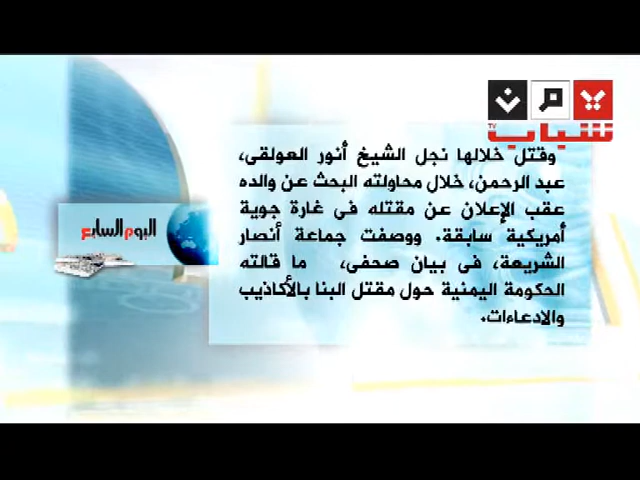 يمن
TV شباب
وقتل خلالها نجل الشيخ أنور العولقى،
عبد الرحمن، خلال محاولته البحث عن والده
عقب الإعلان عن مقتله فى غارة جوية
أمريكية سابقة. ووصفت جماعة أنصار
الشريعة، فى بيان صحفى، ما قالته
الحكومة اليمنية حول مقتل البنا بالأكاذيب
والادعاءات.
اليوم السابع